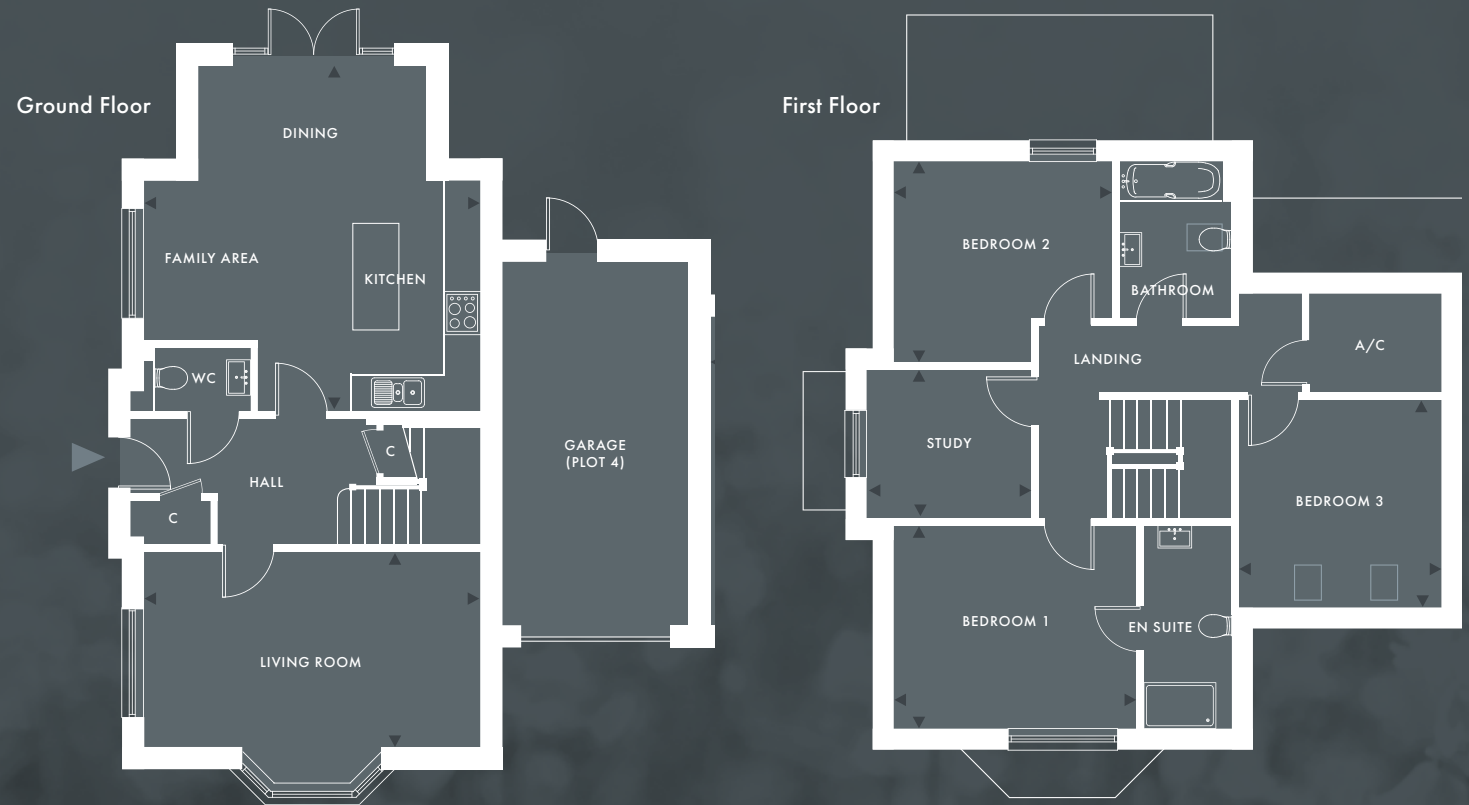 Ground Floor
DINING
FAMILY AREA
KITCHEN
WC
C
HALL
C
GARAGE
(PLOT 4)
LIVING ROOM
First Floor
BEDROOM 2
BATHROOM
LANDING
A/C
STUDY
BEDROOM 3
BEDROOM 1
EN SUITE